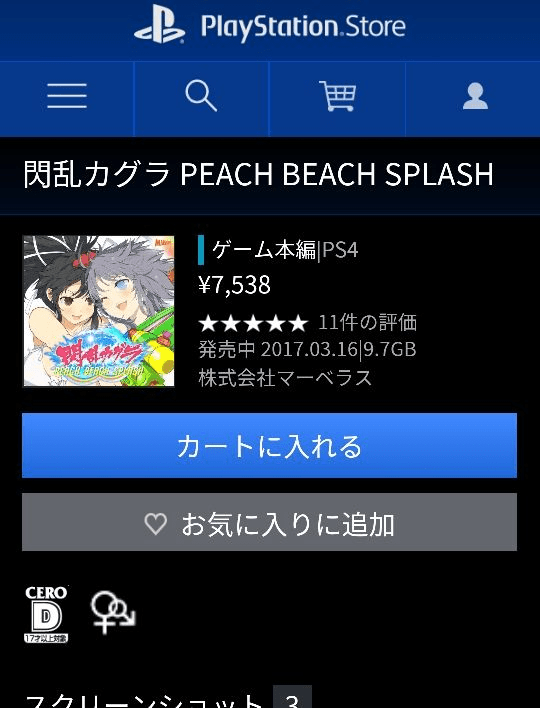 PlayStation.Store
閃乱カグラ PEACH BEACH SPLASH
閃乱カグラ
PEACH BEACH SPLASH
ゲーム本編|PS4
¥7,538
★★★★★ 11件の評価
発売中 2017.03.16|9.7GB
株式会社マーベラス
カートに入れる
♡ お気に入りに追加
CERO
D
17才以上対象
スクリーンショット 3